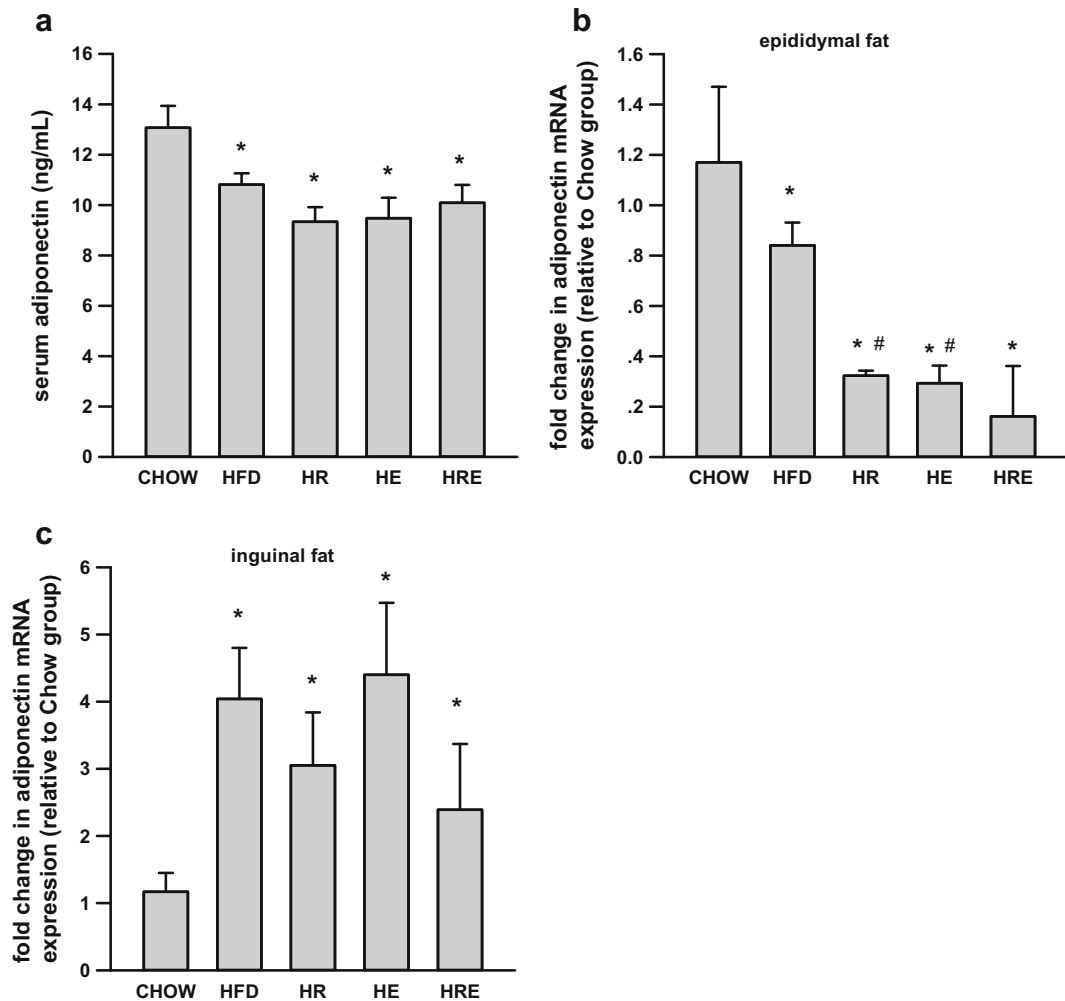 a
serum adiponectin (ng/mL)
16
14
12
10
8
6
4
2
0
*
*
*
*
CHOW HFD HR HE HRE
b
epididymal fat
fold change in adiponectin mRNA
expression (relative to Chow group)
1.6
1.4
1.2
1.0
.8
.6
.4
.2
0.0
*
* #
* #
*
CHOW HFD HR HE HRE
c
inguinal fat
fold change in adiponectin mRNA
expression (relative to Chow group)
6
5
4
3
2
1
0
*
*
*
*
CHOW HFD HR HE HRE